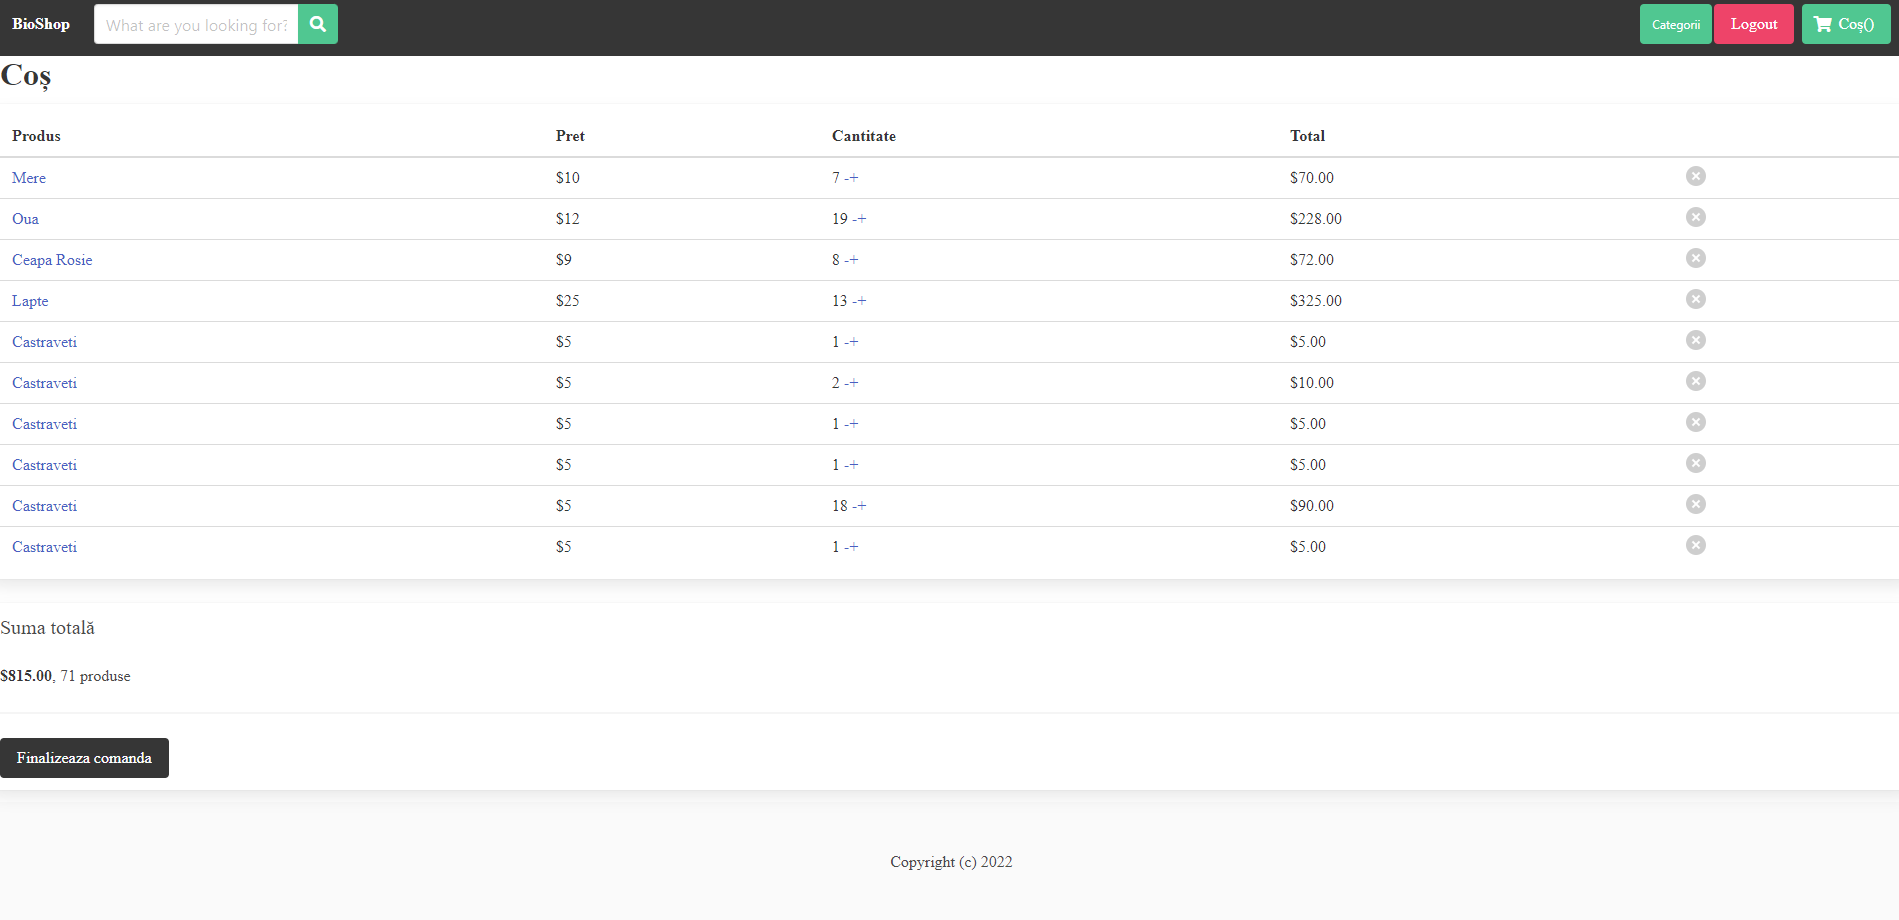 BioShop What are you looking for? Categorii Logout Coș()
Coș
Produs Pret Cantitate Total
Mere $10 7 -+ $70.00
Oua $12 19 -+ $228.00
Ceapa Rosie $9 8 -+ $72.00
Lapte $25 13 -+ $325.00
Castraveti $5 1 -+ $5.00
Castraveti $5 2 -+ $10.00
Castraveti $5 1 -+ $5.00
Castraveti $5 1 -+ $5.00
Castraveti $5 18 -+ $90.00
Castraveti $5 1 -+ $5.00
Suma totală
$815.00, 71 produse
Finalizeaza comanda
Copyright (c) 2022